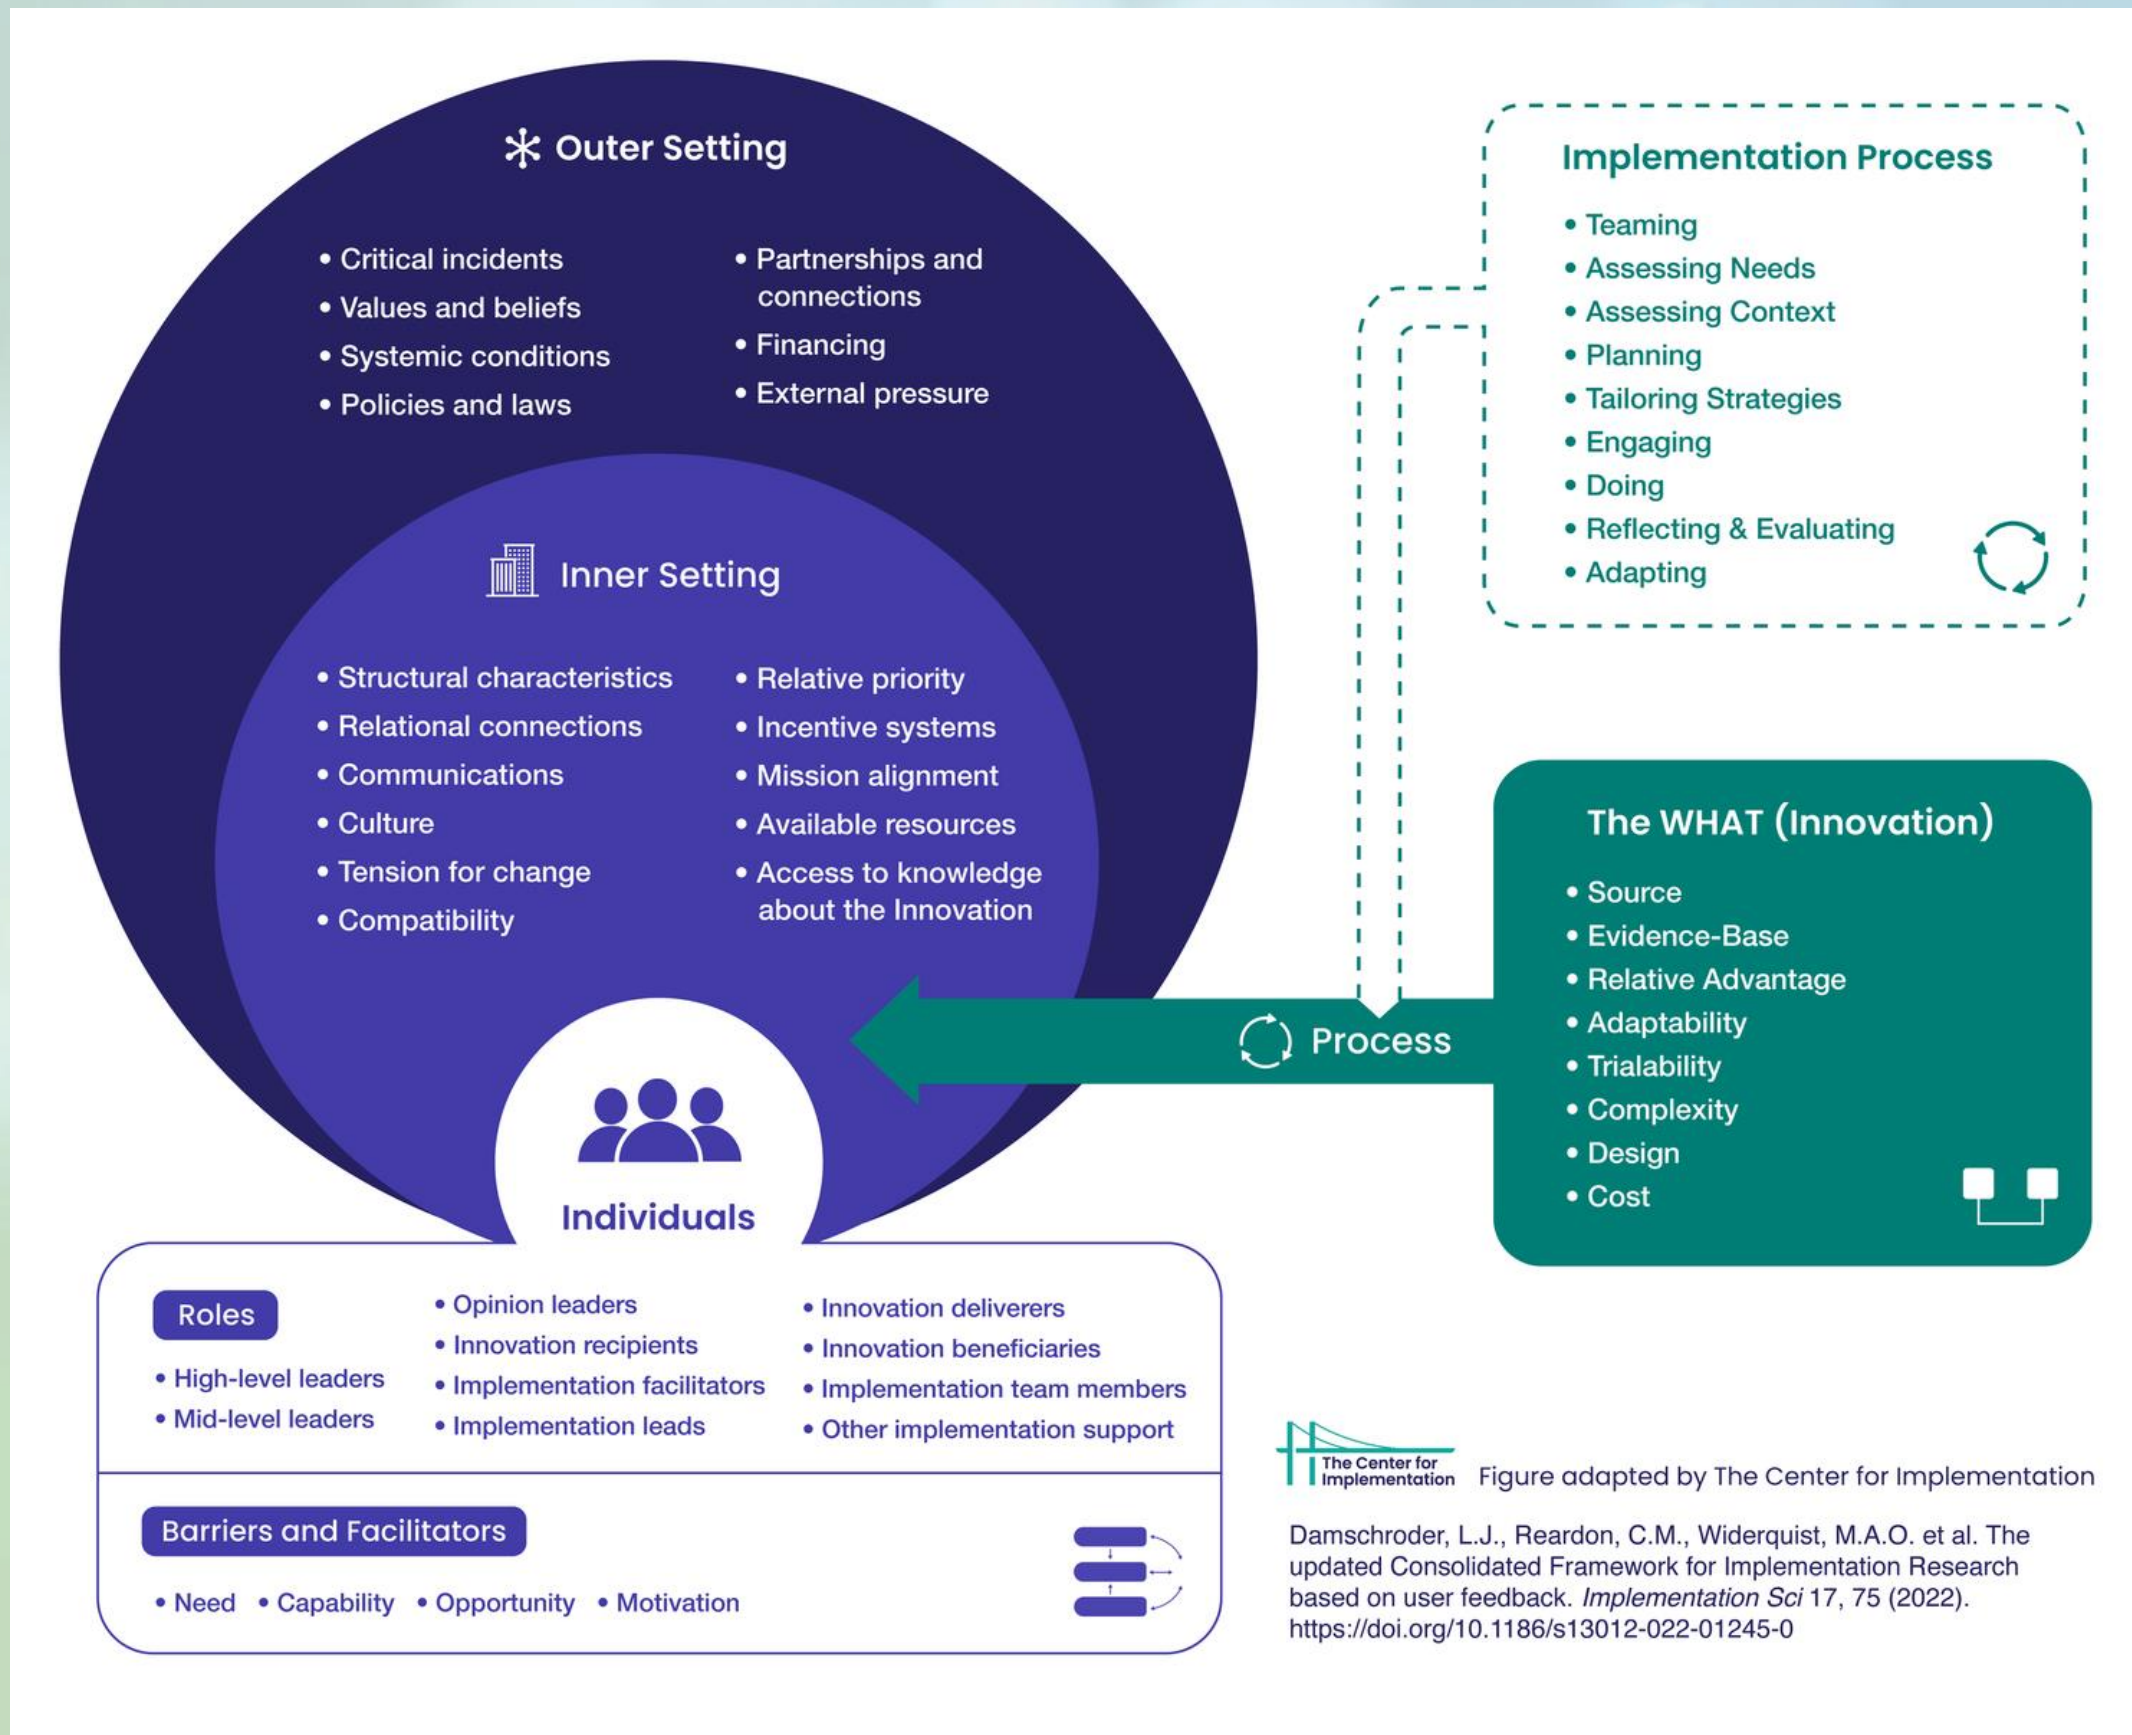 Outer Setting
• Critical incidents
• Values and beliefs
• Systemic conditions
• Policies and laws
• Partnerships and
connections
• Financing
• External pressure
Inner Setting
• Structural characteristics
• Relational connections
• Communications
• Culture
• Tension for change
• Compatibility
• Relative priority
• Incentive systems
• Mission alignment
• Available resources
• Access to knowledge
about the Innovation
Individuals
Roles
• High-level leaders
• Mid-level leaders
• Opinion leaders
• Innovation recipients
• Implementation facilitators
• Implementation leads
• Innovation deliverers
• Innovation beneficiaries
• Implementation team members
• Other implementation support
Barriers and Facilitators
• Need • Capability • Opportunity • Motivation
Implementation Process
• Teaming
• Assessing Needs
• Assessing Context
• Planning
• Tailoring Strategies
• Engaging
• Doing
• Reflecting & Evaluating
• Adapting
Process
The WHAT (Innovation)
• Source
• Evidence-Base
• Relative Advantage
• Adaptability
• Trialability
• Complexity
• Design
• Cost
The Center for
Implementation
Figure adapted by The Center for Implementation
Damschroder, L.J., Reardon, C.M., Widerquist, M.A.O. et al. The
updated Consolidated Framework for Implementation Research
based on user feedback. Implementation Sci 17, 75 (2022).
https://doi.org/10.1186/s13012-022-01245-0